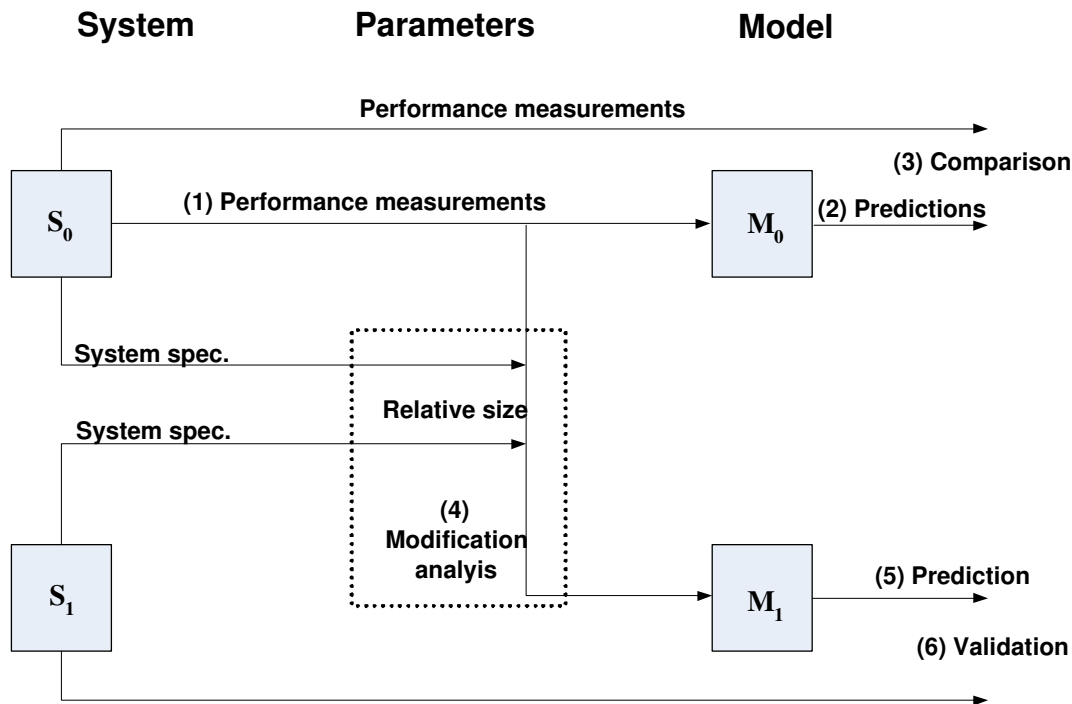 System Parameters Model
Performance measurements
(3) Comparison
S0
(1) Performance measurements
M0
(2) Predictions
System spec.
Relative size
System spec.
(4)
Modification
analyis
S1
M1
(5) Prediction
(6) Validation